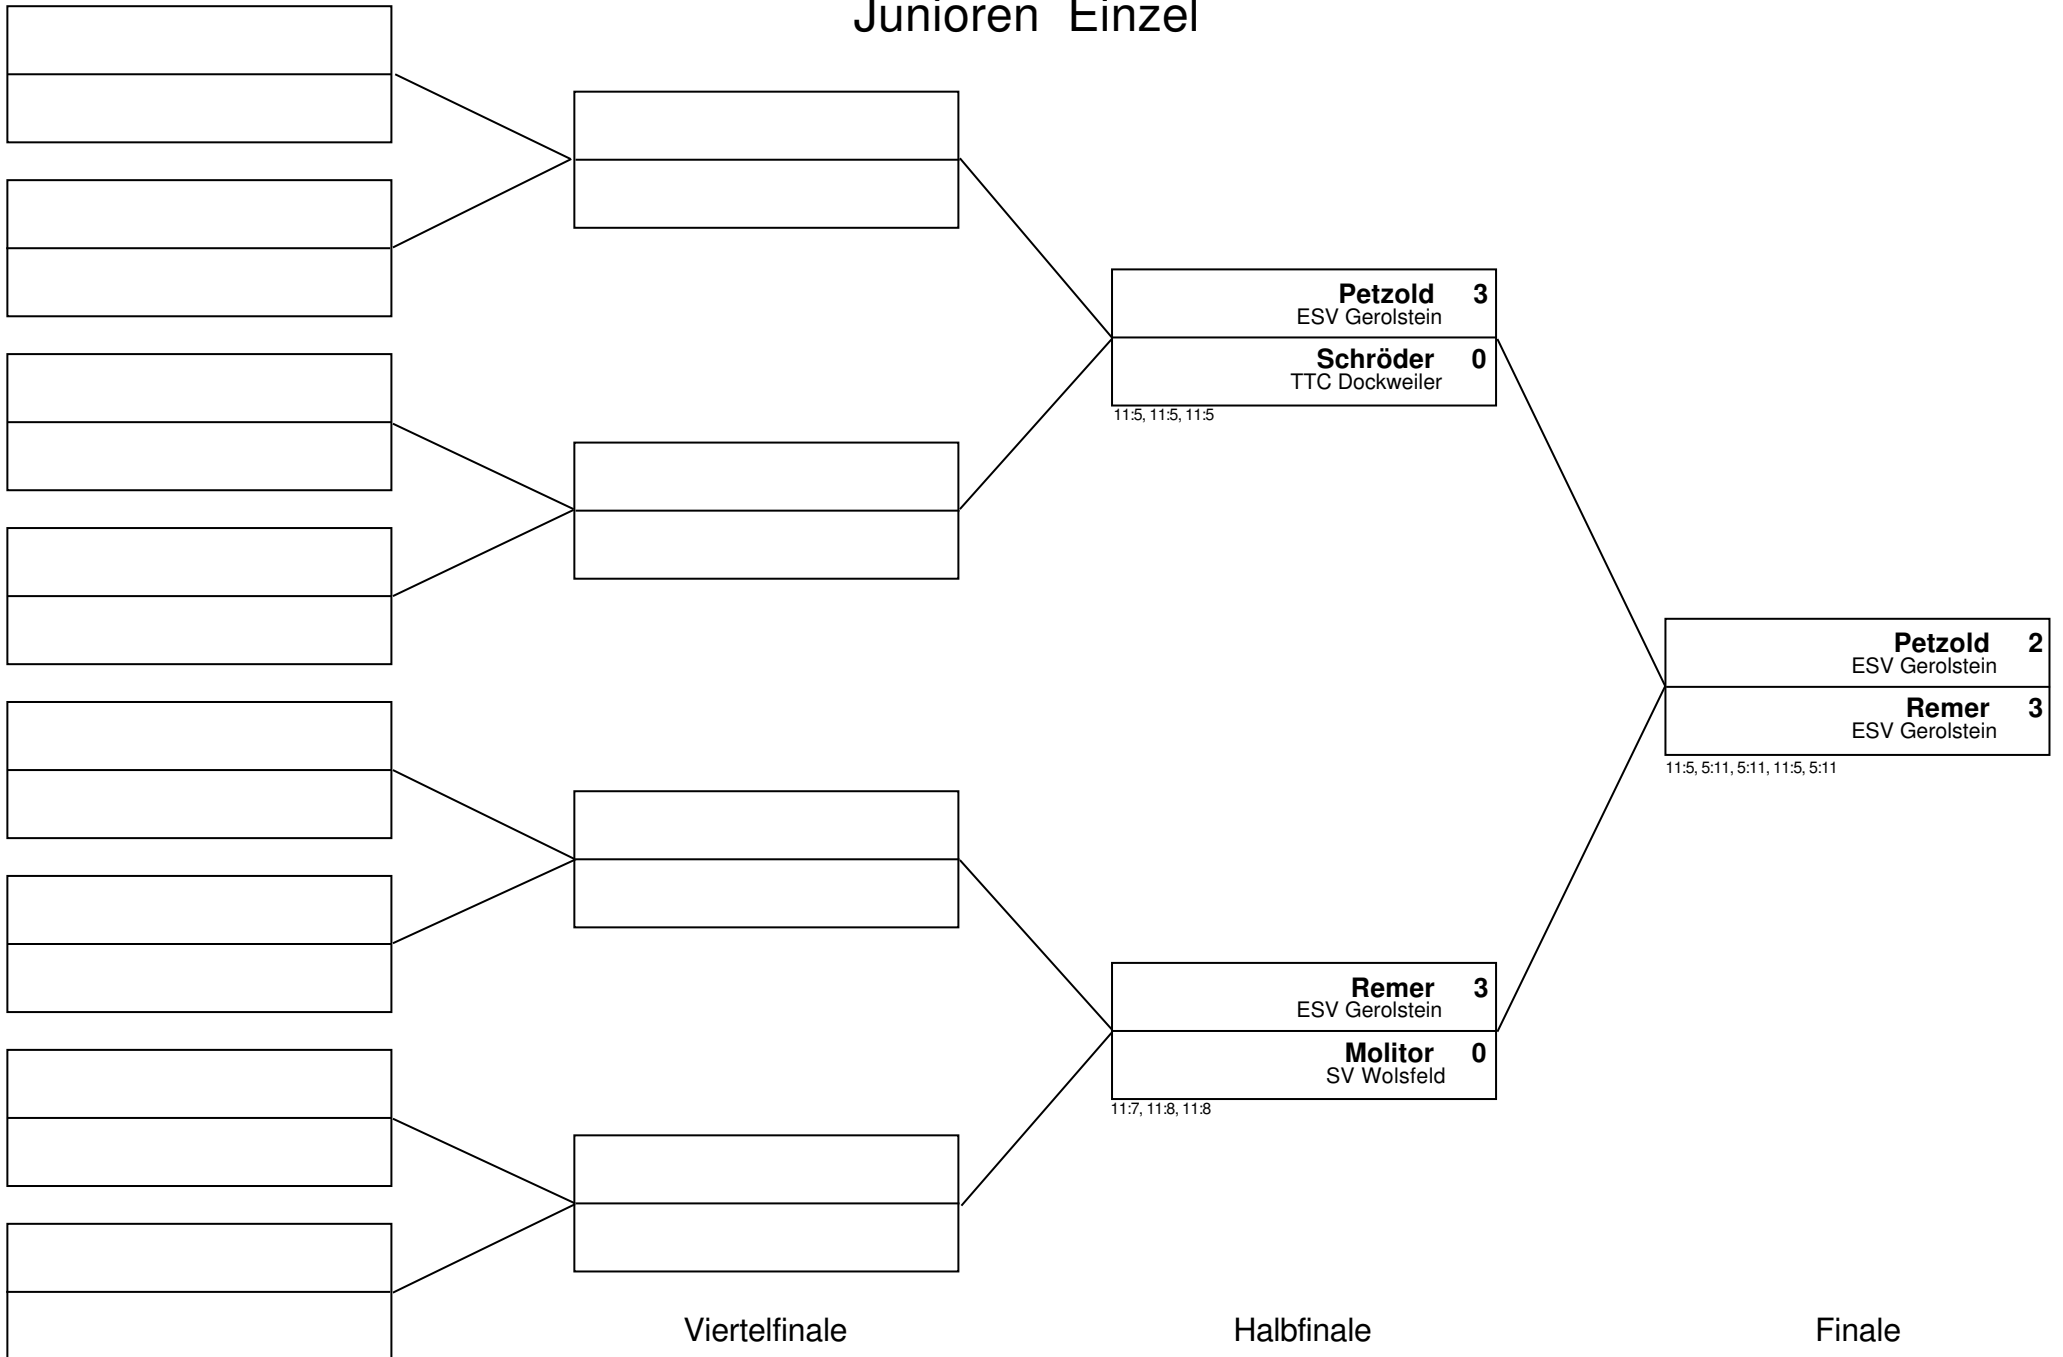 Junioren Einzel
Petzold 3
ESV Gerolstein
Schröder 0
TTC Dockweiler
11:5, 11:5, 11:5
Petzold 2
ESV Gerolstein
Remer 3
ESV Gerolstein
11:5, 5:11, 5:11, 11:5, 5:11
Remer 3
ESV Gerolstein
Molitor 0
SV Wolsfeld
11:7, 11:8, 11:8
Viertelfinale
Halbfinale
Finale